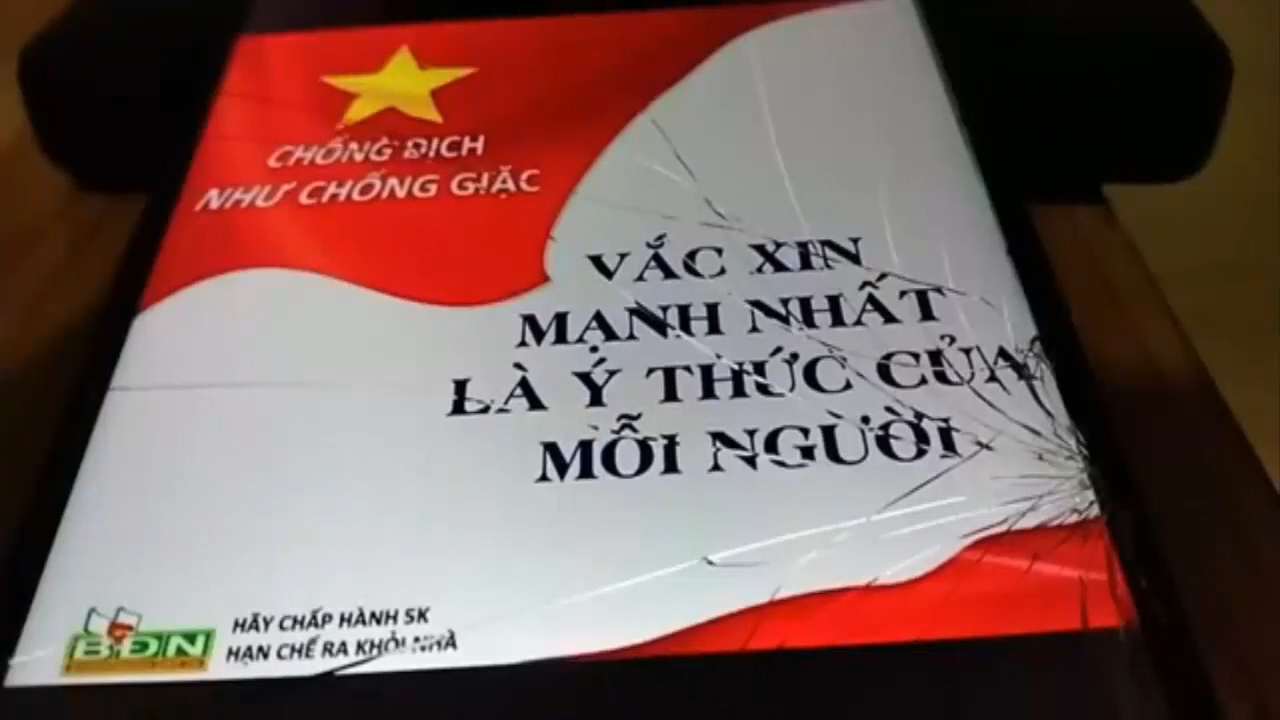 CHỐNG DỊCH
NHƯ CHỐNG GIẶC
VẮC XIN
MẠNH NHẤT
LÀ Ý THỨC CỦA
MỖI NGƯỜI
BĐN
HÃY CHẤP HÀNH 5K
HẠN CHẾ RA KHỎI NHÀ